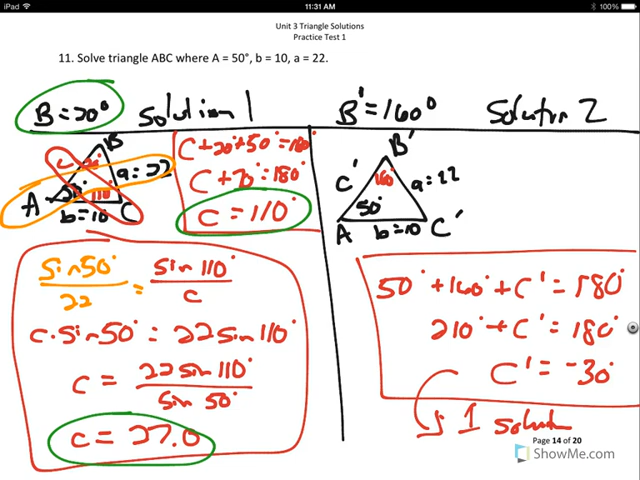 iPad
11:31 AM
100%
Unit 3 Triangle Solutions
Practice Test 1
11. Solve triangle ABC where A = 50°, b = 10, a = 22.
B = 20° Solution 1
B' = 160° Solution 2
B
c 20° a = 22
50° 110°
A b = 10 C
C + 20° + 50° = 180°
C + 70° = 180°
C = 110°
B'
c' 160° a = 22
50°
A b = 10 C'
sin 50° / 22 = sin 110° / c
c · sin 50° = 22 sin 110°
c = 22 sin 110° / sin 50°
c = 27.0
50° + 160° + C' = 180°
210° + C' = 180°
C' = -30°
1 solution
Page 14 of 20
ShowMe.com